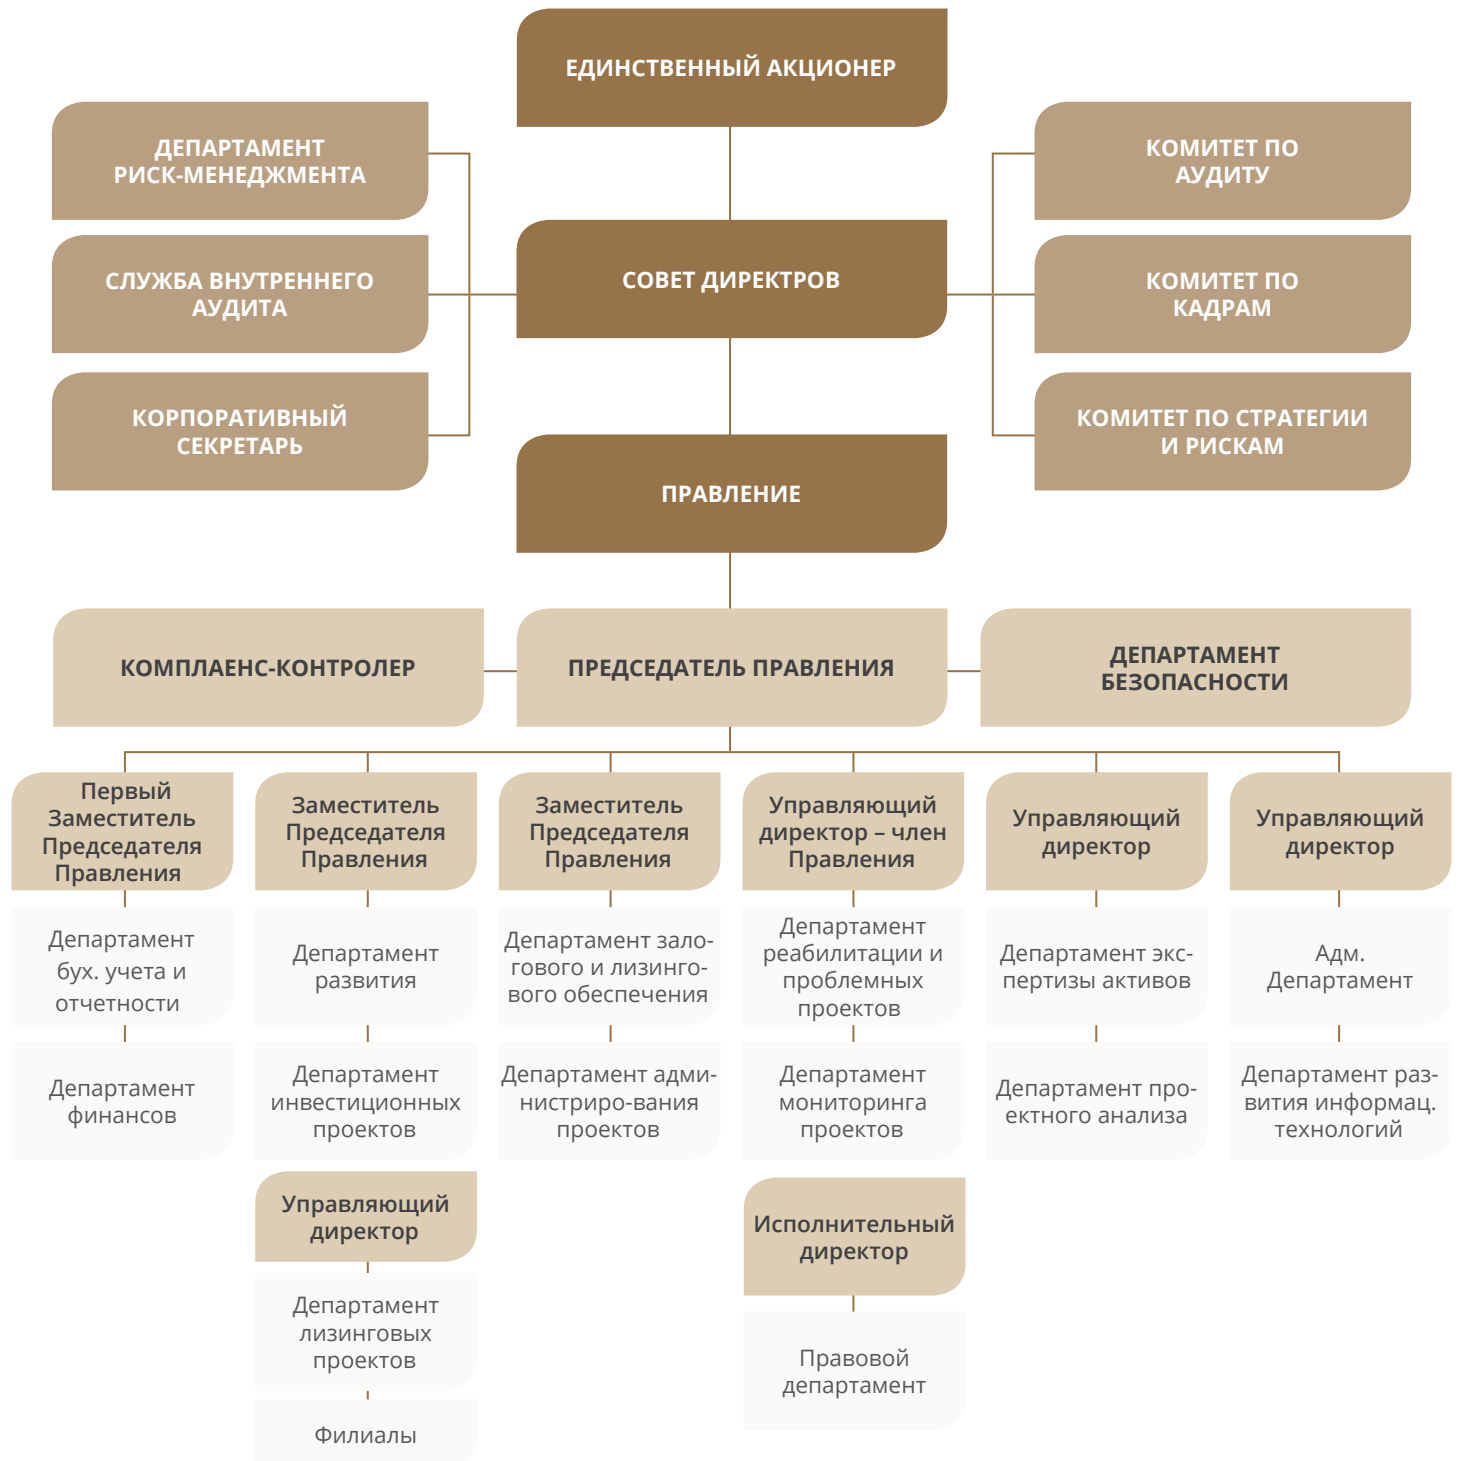 ЕДИНСТВЕННЫЙ АКЦИОНЕР
ДЕПАРТАМЕНТ
РИСК-МЕНЕДЖМЕНТА
КОМИТЕТ ПО
АУДИТУ
СЛУЖБА ВНУТРЕННЕГО
АУДИТА
СОВЕТ ДИРЕКТРОВ
КОМИТЕТ ПО
КАДРАМ
КОРПОРАТИВНЫЙ
СЕКРЕТАРЬ
КОМИТЕТ ПО СТРАТЕГИИ
И РИСКАМ
ПРАВЛЕНИЕ
КОМПЛАЕНС-КОНТРОЛЕР
ПРЕДСЕДАТЕЛЬ ПРАВЛЕНИЯ
ДЕПАРТАМЕНТ
БЕЗОПАСНОСТИ
Первый
Заместитель
Председателя
Правления
Заместитель
Председателя
Правления
Заместитель
Председателя
Правления
Управляющий
директор – член
Правления
Управляющий
директор
Управляющий
директор
Департамент
бух. учета и
отчетности
Департамент
развития
Департамент зало-
гового и лизинго-
вого обеспечения
Департамент
реабилитации и
проблемных
проектов
Департамент экс-
пертизы активов
Адм.
Департамент
Департамент
финансов
Департамент
инвестиционных
проектов
Департамент адми-
нистриро-вания
проектов
Департамент
мониторинга
проектов
Департамент про-
ектного анализа
Департамент раз-
вития информац.
технологий
Управляющий
директор
Исполнительный
директор
Департамент
лизинговых
проектов
Правовой
департамент
Филиалы